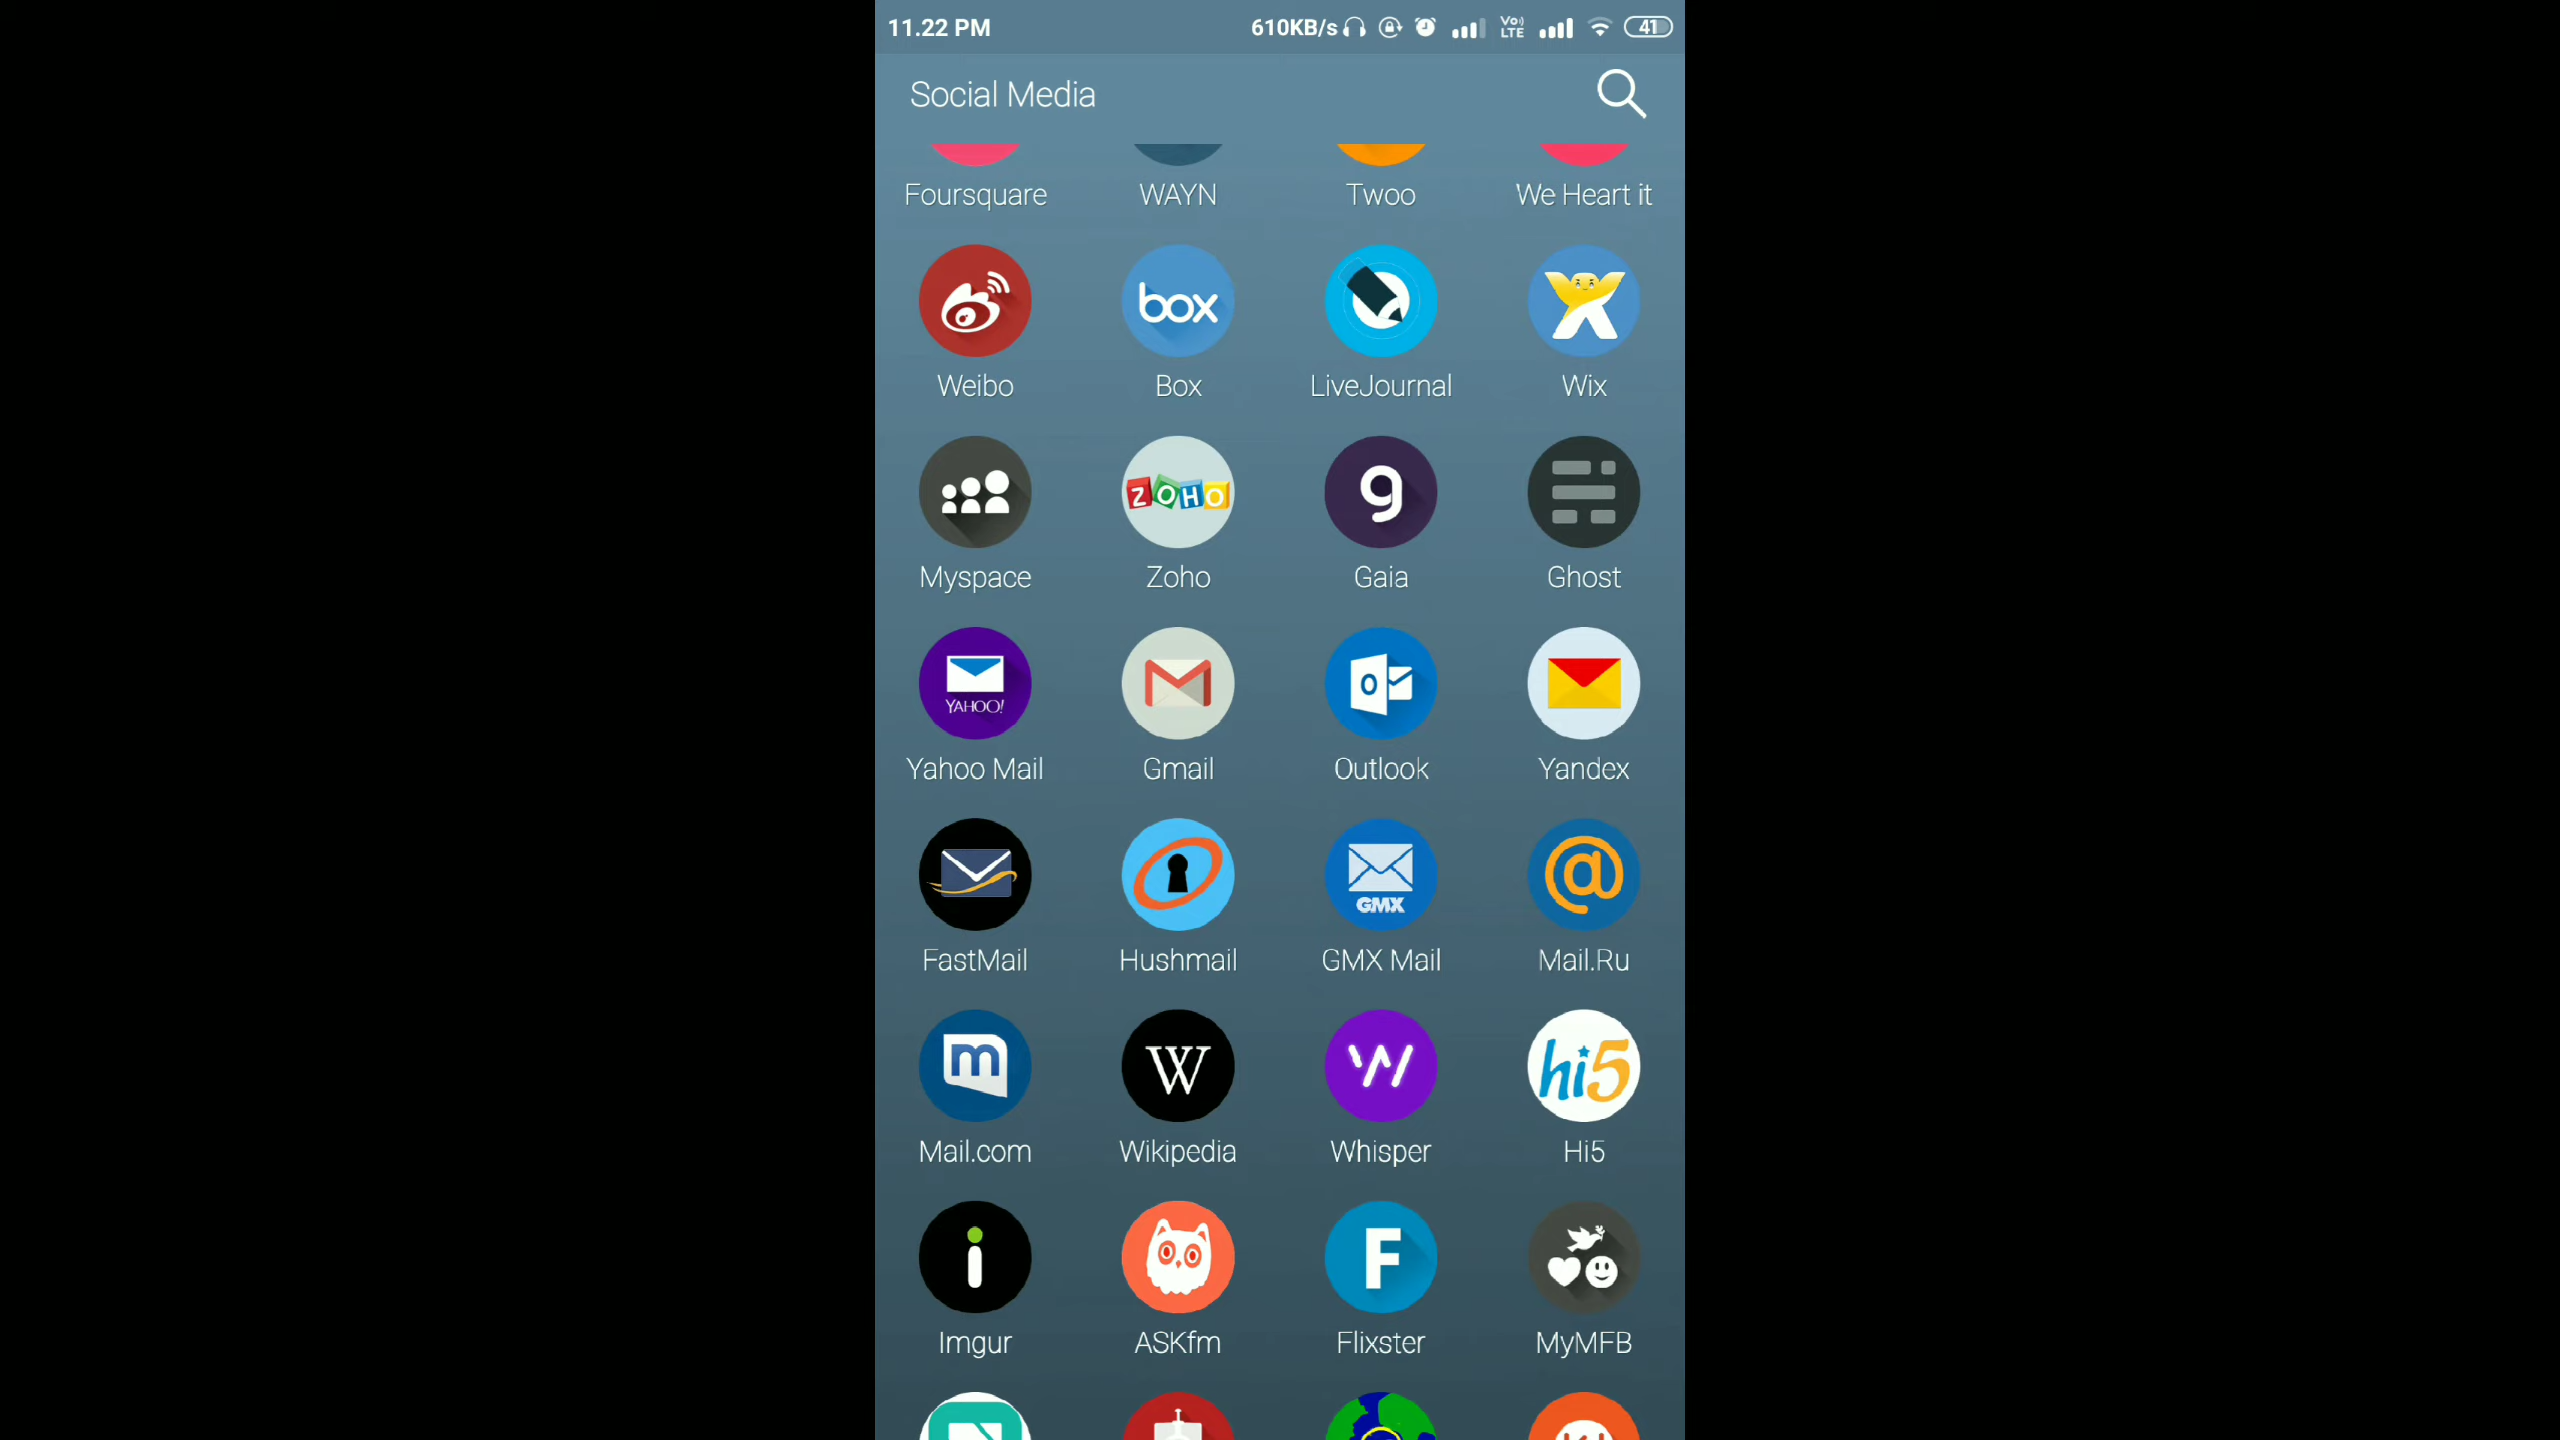 11.22 PM 610KB/s Vo) LTE 41
Social Media
Foursquare WAYN Twoo We Heart it
box
Weibo Box LiveJournal Wix
ZOHO g
Myspace Zoho Gaia Ghost
YAHOO!
Yahoo Mail Gmail Outlook Yandex
GMX @
FastMail Hushmail GMX Mail Mail.Ru
m W hi5
Mail.com Wikipedia Whisper Hi5
i F
Imgur ASKfm Flixster MyMFB